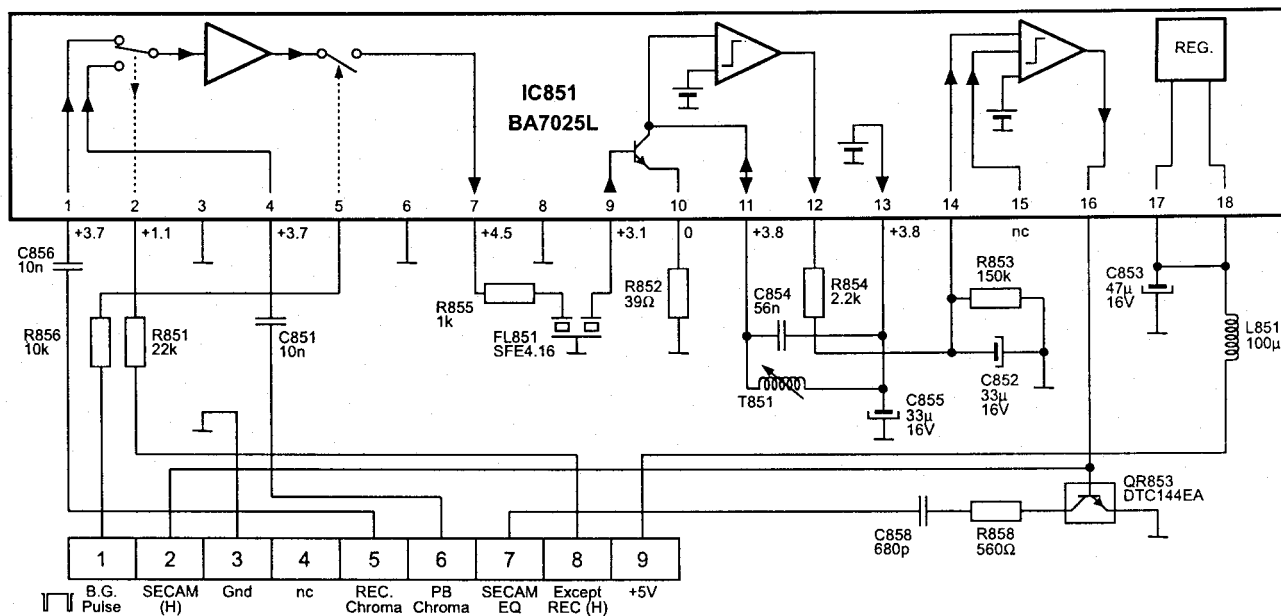 IC851
BA7025L
REG.
1 2 3 4 5 6 7 8 9 10 11 12 13 14 15 16 17 18
+3.7 +1.1 +3.7 +4.5 +3.1 0 +3.8 +3.8 nc
C856
10n
R856
10k
R851
22k
C851
10n
R855
1k
FL851
SFE4.16
R852
39Ω
C854
56n
R854
2.2k
T851
R853
150k
C852
33µ
16V
C855
33µ
16V
C853
47µ
16V
L851
100µ
QR853
DTC144EA
C858
680p
R858
560Ω
1 2 3 4 5 6 7 8 9
B.G.
Pulse
SECAM
(H)
Gnd
nc
REC.
Chroma
PB
Chroma
SECAM
EQ
Except
REC (H)
+5V